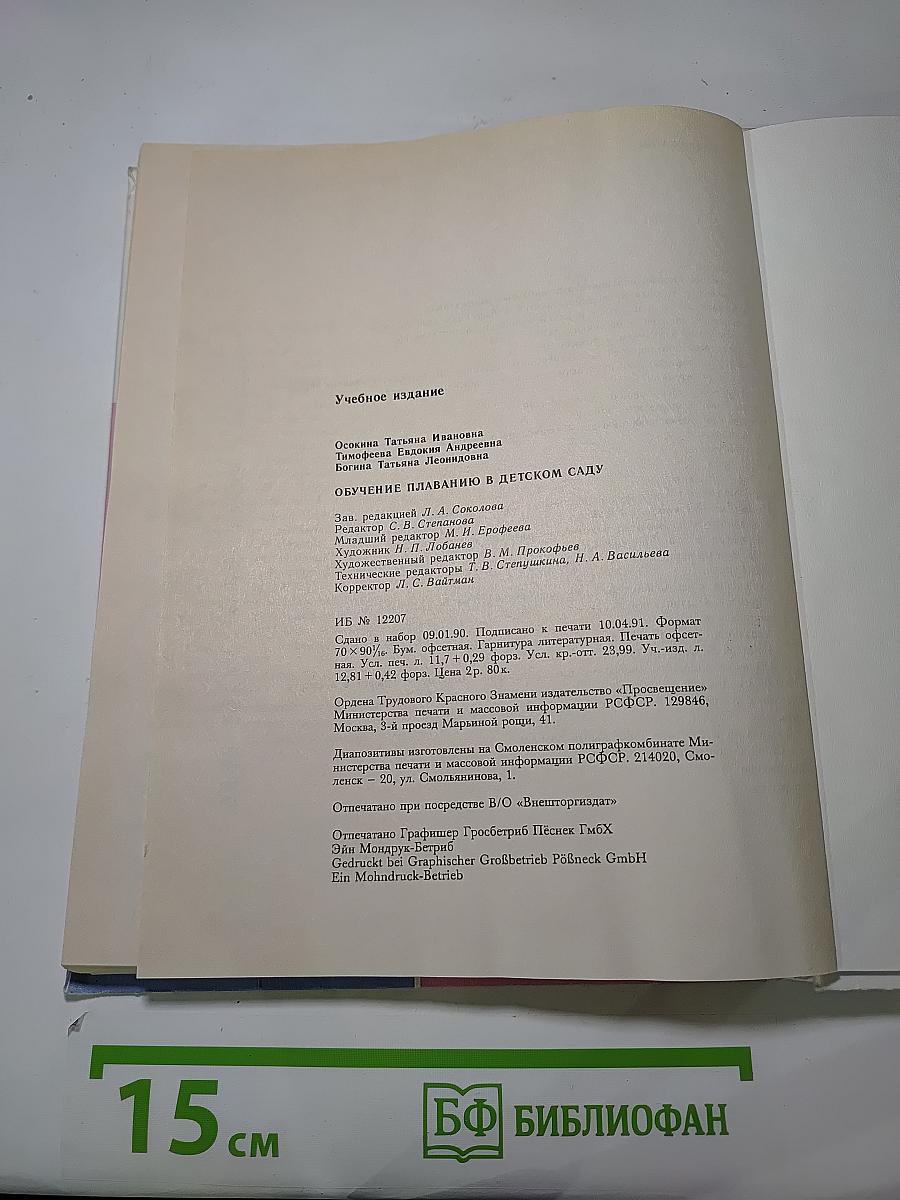 Учебное издание
Осокина Татьяна Ивановна
Тимофеева Евдокия Андреевна
Богина Татьяна Леонидовна
ОБУЧЕНИЕ ПЛАВАНИЮ В ДЕТСКОМ САДУ
Зав. редакцией Л. А. Соколова
Редактор С. В. Степанова
Младший редактор М. И. Ерофеева
Художник Н. П. Лобанев
Художественный редактор В. М. Прокофьев
Технические редакторы Т. В. Степушкина, Н. А. Васильева
Корректор Л. С. Вайтман
ИБ № 12207
Сдано в набор 09.01.90. Подписано к печати 10.04.91. Формат
70×90 1/16. Бум. офсетная. Гарнитура литературная. Печать офсет-
ная. Усл. печ. л. 11,7+0,29 форз. Усл. кр.-отт. 23,99. Уч.-изд. л.
12,81+0,42 форз. Цена 2 р. 80 к.
Ордена Трудового Красного Знамени издательство «Просвещение»
Министерства печати и массовой информации РСФСР. 129846,
Москва, 3-й проезд Марьиной рощи, 41.
Диапозитивы изготовлены на Смоленском полиграфкомбинате Ми-
нистерства печати и массовой информации РСФСР. 214020, Смо-
ленск – 20, ул. Смольянинова, 1.
Отпечатано при посредстве В/О «Внешторгиздат»
Отпечатано Графишер Гросбетриб Пёснек ГмбХ
Эйн Мондрук-Бетриб
Gedruckt bei Graphischer Großbetrieb Pößneck GmbH
Ein Mohndruck-Betrieb
15 см
БФ БИБЛИОФАН